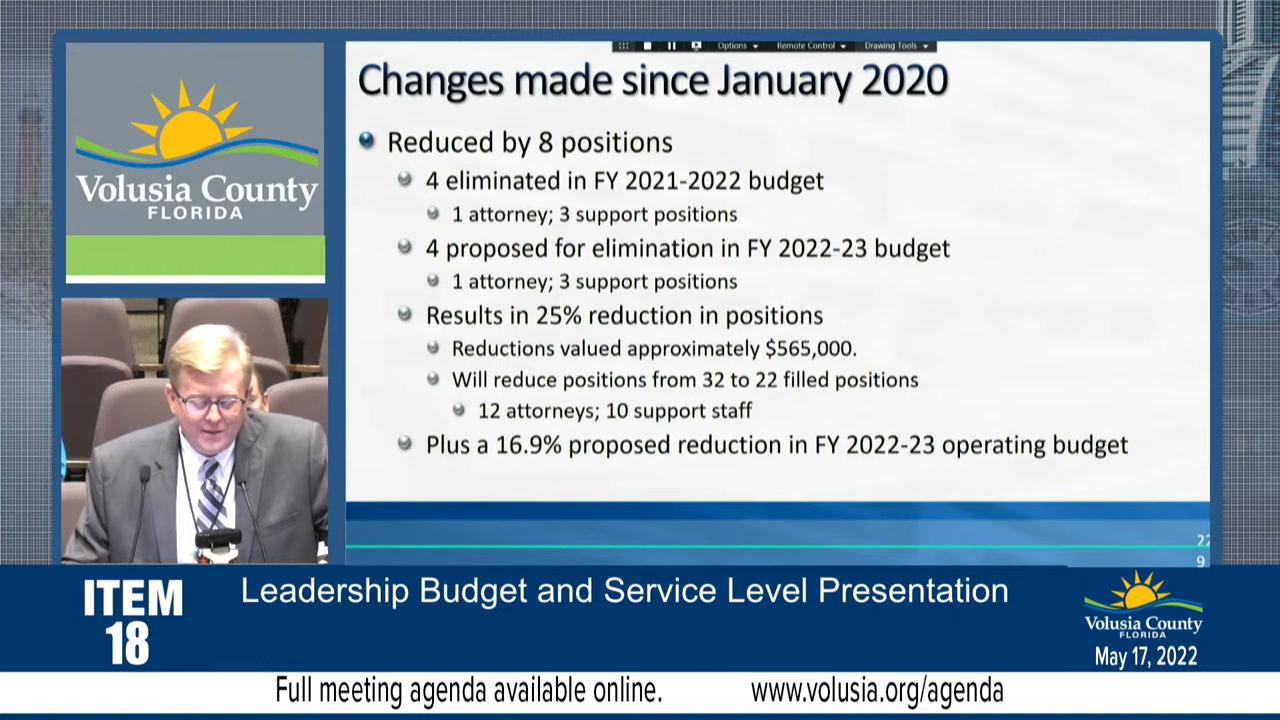 Options
Remote Control
Drawing Tools
Volusia County
FLORIDA
Changes made since January 2020
Reduced by 8 positions
4 eliminated in FY 2021-2022 budget
1 attorney; 3 support positions
4 proposed for elimination in FY 2022-23 budget
1 attorney; 3 support positions
Results in 25% reduction in positions
Reductions valued approximately $565,000.
Will reduce positions from 32 to 22 filled positions
12 attorneys; 10 support staff
Plus a 16.9% proposed reduction in FY 2022-23 operating budget
22
9
ITEM
18
Leadership Budget and Service Level Presentation
Volusia County
FLORIDA
May 17, 2022
Full meeting agenda available online.
www.volusia.org/agenda